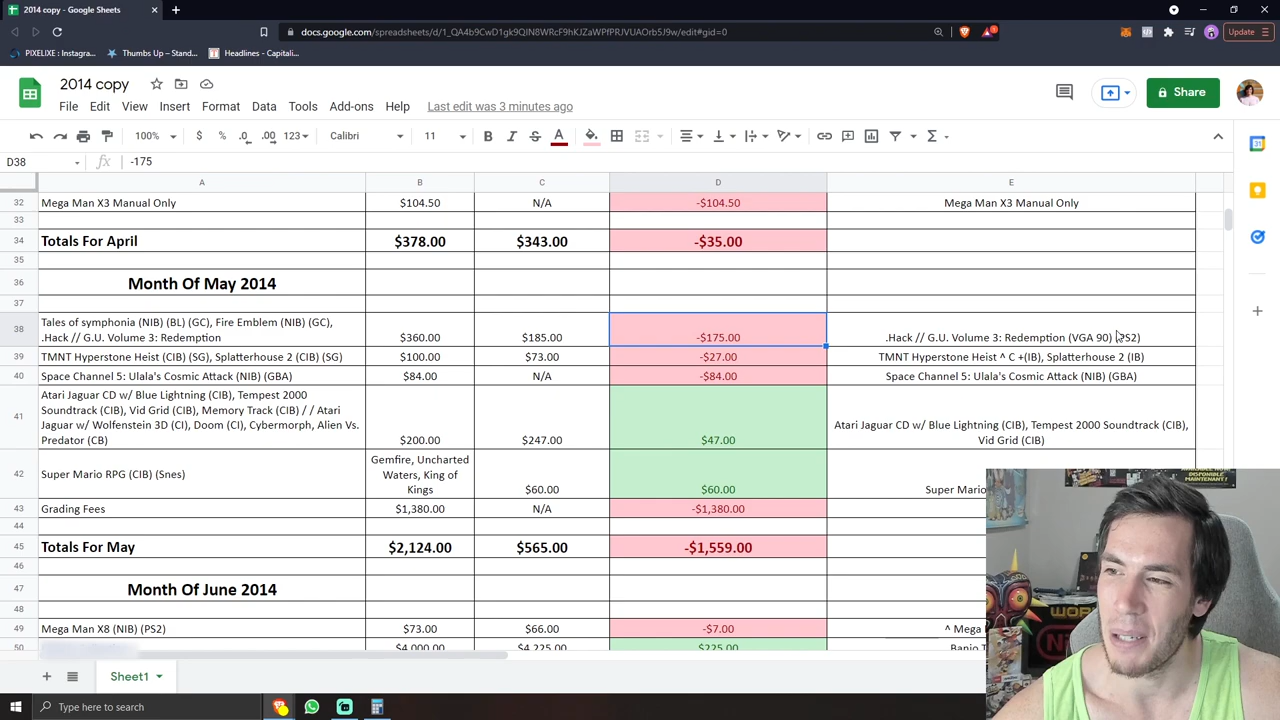 2014 copy - Google Sheets
docs.google.com/spreadsheets/d/1_QA4b9CwD1gk9QIN8WRcF9hKJZaWPfPRJVUAOrb5J9w/edit#gid=0
Update
PIXELIXE : Instagra...
Thumbs Up – Stand...
Headlines - Capitali...
2014 copy
File Edit View Insert Format Data Tools Add-ons Help Last edit was 3 minutes ago
Share
100% $ % .0 .00 123 Calibri 11
D38 fx -175
A B C D E
32 Mega Man X3 Manual Only $104.50 N/A -$104.50 Mega Man X3 Manual Only
33
34 Totals For April $378.00 $343.00 -$35.00
35
36 Month Of May 2014
37
38 Tales of symphonia (NIB) (BL) (GC), Fire Emblem (NIB) (GC),
.Hack // G.U. Volume 3: Redemption $360.00 $185.00 -$175.00 .Hack // G.U. Volume 3: Redemption (VGA 90) (PS2)
39 TMNT Hyperstone Heist (CIB) (SG), Splatterhouse 2 (CIB) (SG) $100.00 $73.00 -$27.00 TMNT Hyperstone Heist ^ C +(IB), Splatterhouse 2 (IB)
40 Space Channel 5: Ulala's Cosmic Attack (NIB) (GBA) $84.00 N/A -$84.00 Space Channel 5: Ulala's Cosmic Attack (NIB) (GBA)
41 Atari Jaguar CD w/ Blue Lightning (CIB), Tempest 2000
Soundtrack (CIB), Vid Grid (CIB), Memory Track (CIB) / / Atari
Jaguar w/ Wolfenstein 3D (CI), Doom (CI), Cybermorph, Alien Vs.
Predator (CB) $200.00 $247.00 $47.00
Atari Jaguar CD w/ Blue Lightning (CIB), Tempest 2000 Soundtrack (CIB),
Vid Grid (CIB)
42 Super Mario RPG (CIB) (Snes)
Gemfire, Uncharted
Waters, King of
Kings $60.00 $60.00 Super Mario
43 Grading Fees $1,380.00 N/A -$1,380.00
44
45 Totals For May $2,124.00 $565.00 -$1,559.00
46
47 Month Of June 2014
48
49 Mega Man X8 (NIB) (PS2) $73.00 $66.00 -$7.00 ^ Mega
50 $4,000.00 $4,225.00 $225.00 Banjo
Sheet1
Type here to search